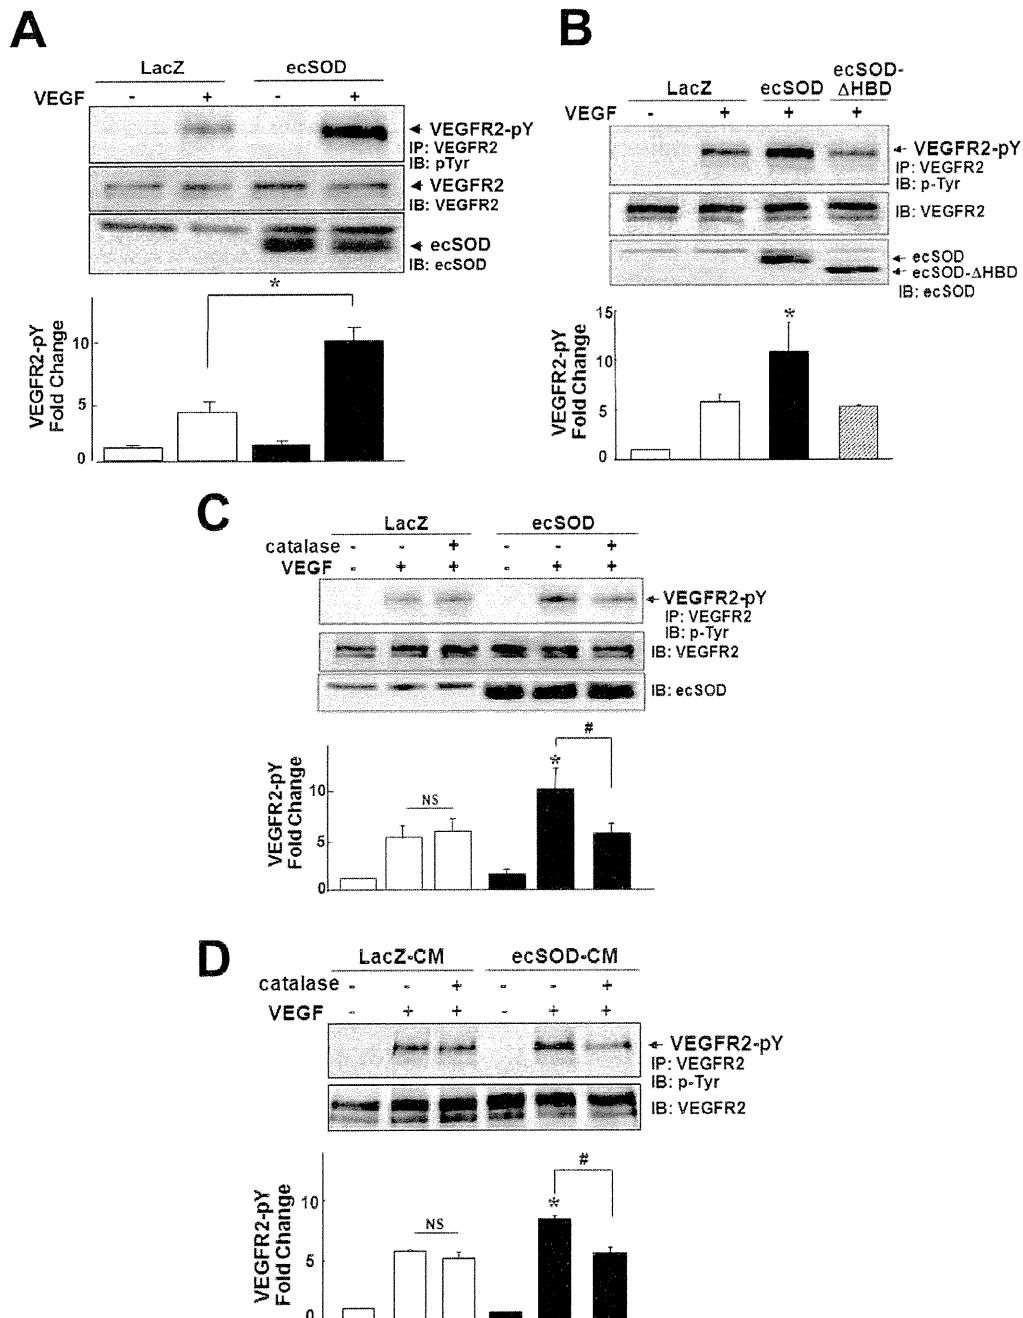 A
LacZ ecSOD
VEGF - + - +
VEGFR2-pY
IP: VEGFR2
IB: pTyr
VEGFR2
IB: VEGFR2
ecSOD
IB: ecSOD
*
VEGFR2-pY
Fold Change
10
5
0
B
LacZ ecSOD ecSOD-
ΔHBD
VEGF - + + +
VEGFR2-pY
IP: VEGFR2
IB: p-Tyr
IB: VEGFR2
ecSOD
ecSOD-ΔHBD
IB: ecSOD
VEGFR2-pY
Fold Change
15
10
5
0
*
C
LacZ ecSOD
catalase - - + - - +
VEGF - + + - + +
VEGFR2-pY
IP: VEGFR2
IB: p-Tyr
IB: VEGFR2
IB: ecSOD
VEGFR2-pY
Fold Change
10
5
0
NS
*
#
D
LacZ-CM ecSOD-CM
catalase - - + - - +
VEGF - + + - + +
VEGFR2-pY
IP: VEGFR2
IB: p-Tyr
IB: VEGFR2
VEGFR2-pY
Fold Change
10
5
0
NS
*
#